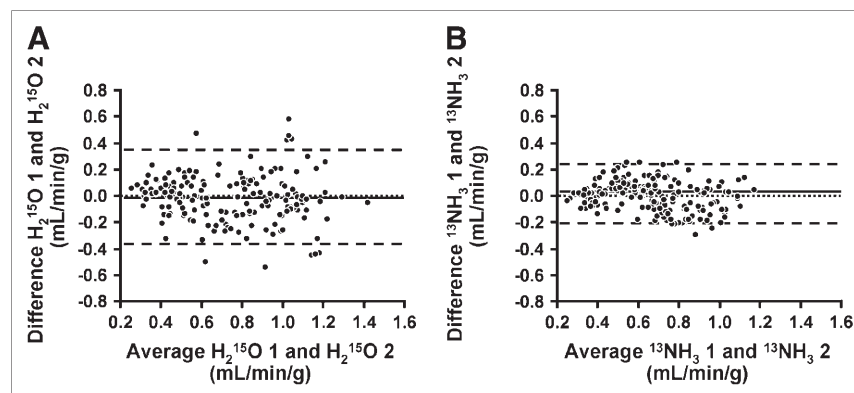 A
Difference H₂¹⁵O 1 and H₂¹⁵O 2
(mL/min/g)
0.8
0.6
0.4
0.2
0.0
-0.2
-0.4
-0.6
-0.8
0.2 0.4 0.6 0.8 1.0 1.2 1.4 1.6
Average H₂¹⁵O 1 and H₂¹⁵O 2
(mL/min/g)
B
Difference ¹³NH₃ 1 and ¹³NH₃ 2
(mL/min/g)
0.8
0.6
0.4
0.2
0.0
-0.2
-0.4
-0.6
-0.8
0.2 0.4 0.6 0.8 1.0 1.2 1.4 1.6
Average ¹³NH₃ 1 and ¹³NH₃ 2
(mL/min/g)